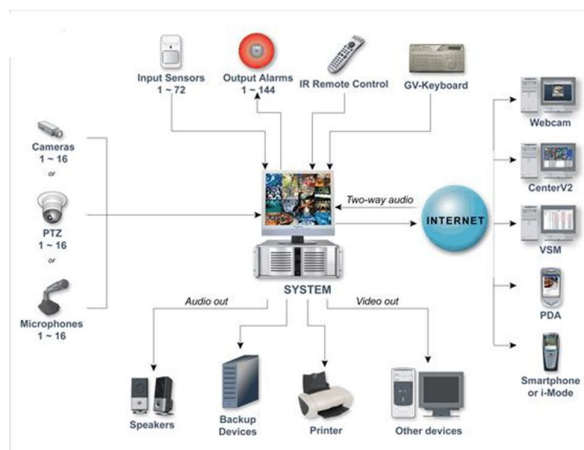 Input Sensors
1 ~ 72
Output Alarms
1 ~ 144
IR Remote Control
GV-Keyboard
Cameras
1 ~ 16
or
PTZ
1 ~ 16
or
Microphones
1 ~ 16
Two-way audio
INTERNET
SYSTEM
Webcam
CenterV2
VSM
PDA
Smartphone
or i-Mode
Audio out
Video out
Speakers
Backup
Devices
Printer
Other devices